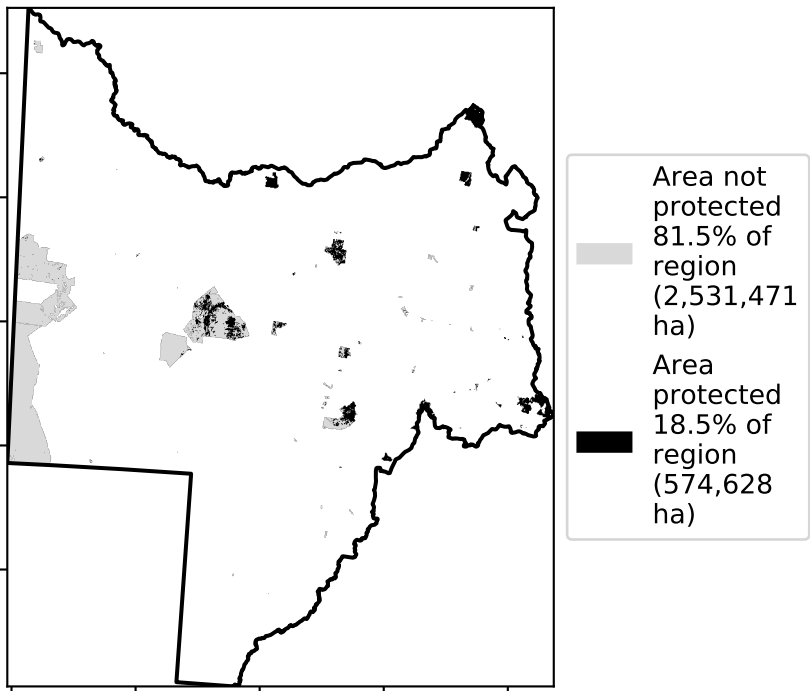 Area not
protected
81.5% of
region
(2,531,471
ha)
Area
protected
18.5% of
region
(574,628
ha)